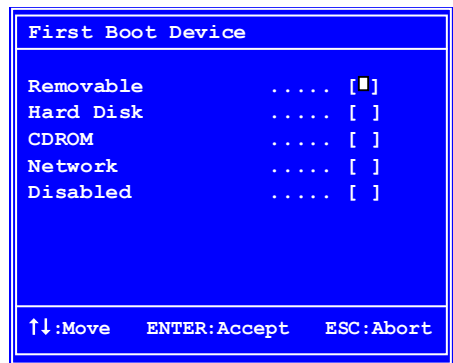 First Boot Device
Removable ..... [▯]
Hard Disk ..... [ ]
CDROM ..... [ ]
Network ..... [ ]
Disabled ..... [ ]
↑↓:Move ENTER:Accept ESC:Abort